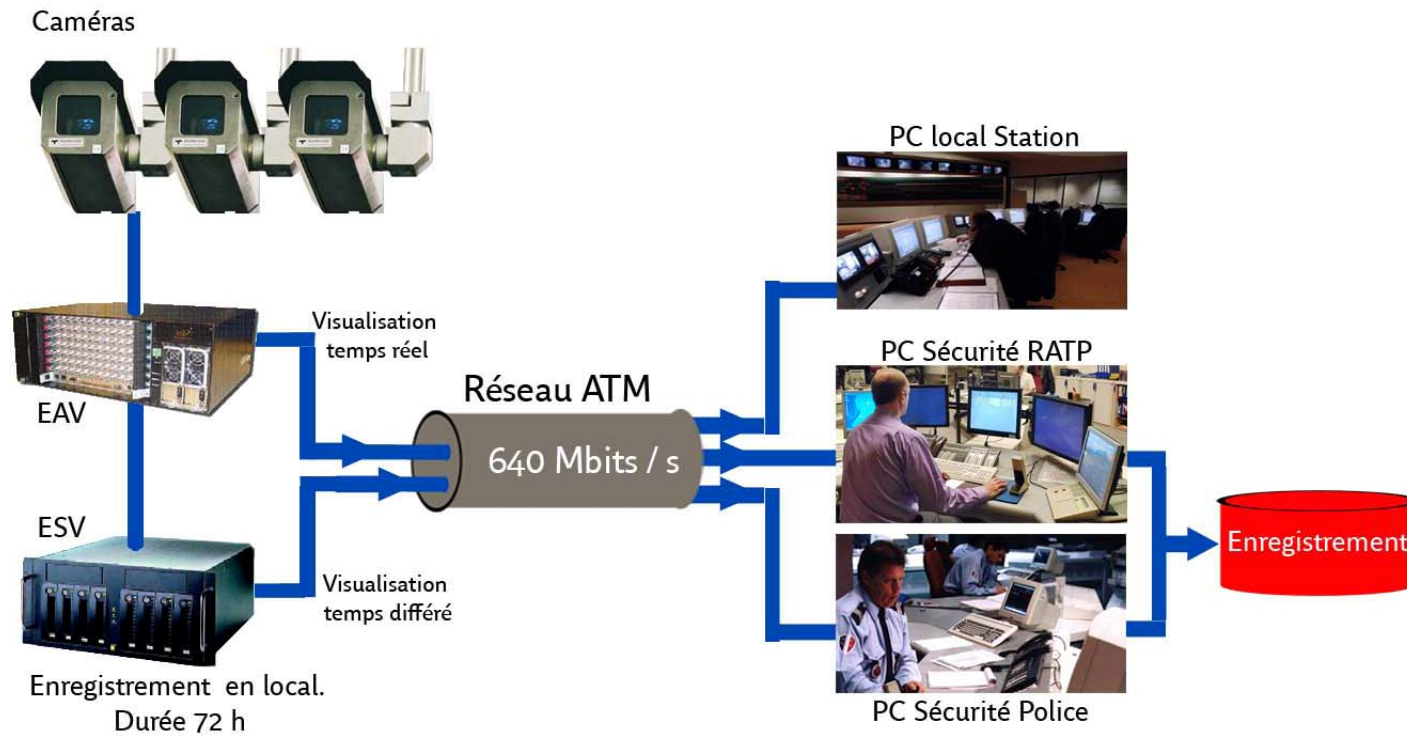 Caméras
EAV
ESV
Enregistrement en local.
Durée 72 h
Visualisation
temps réel
Visualisation
temps différé
Réseau ATM
640 Mbits / s
PC local Station
PC Sécurité RATP
PC Sécurité Police
Enregistrement